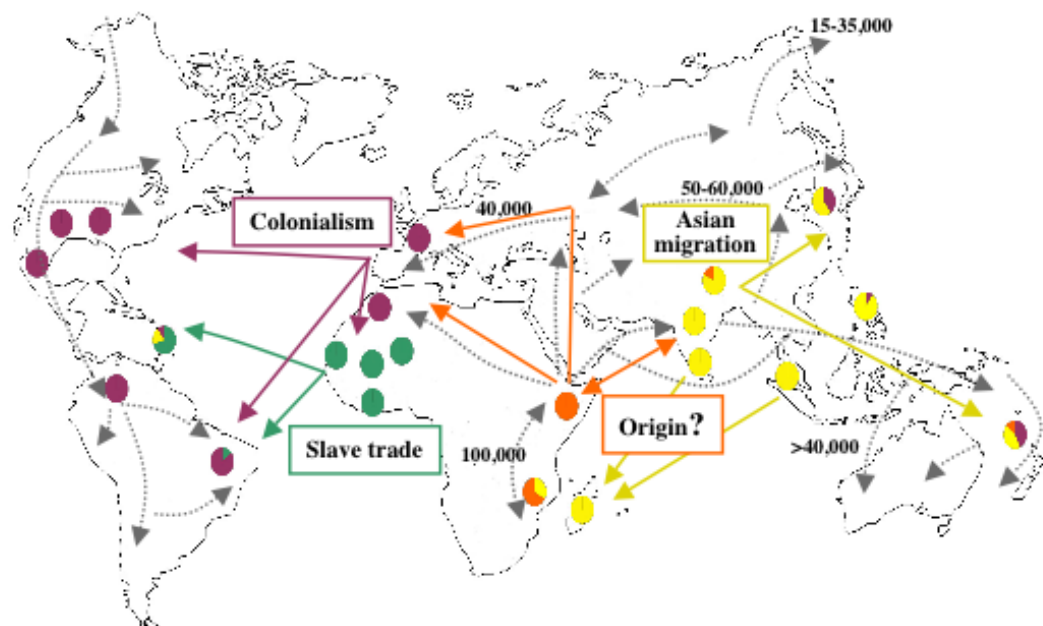 15-35,000
50-60,000
40,000
Colonialism
Asian
migration
Slave trade
Origin?
100,000
>40,000